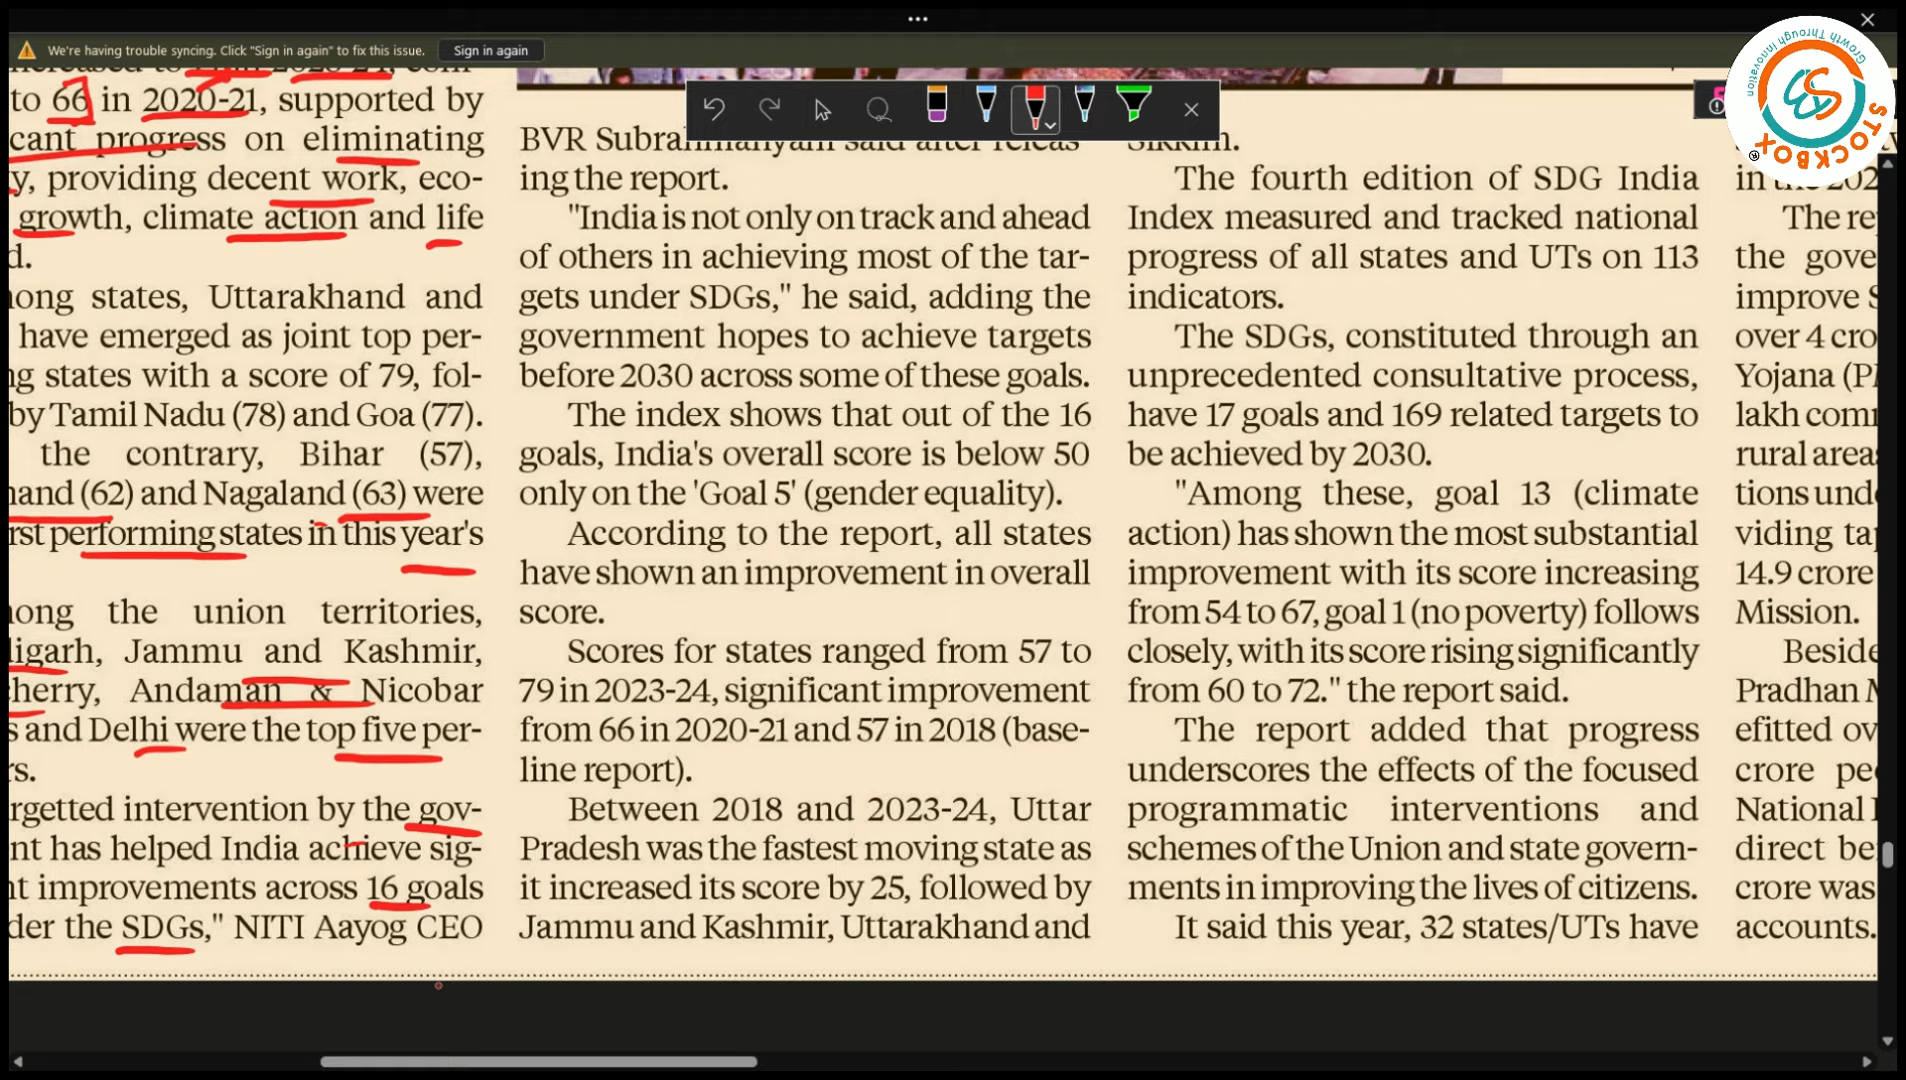 We're having trouble syncing. Click "Sign in again" to fix this issue. Sign in again
to 66 in 2020-21, supported by
cant progress on eliminating
y, providing decent work, eco-
growth, climate action and life
d.
ong states, Uttarakhand and
have emerged as joint top per-
ng states with a score of 79, fol-
by Tamil Nadu (78) and Goa (77).
the contrary, Bihar (57),
hand (62) and Nagaland (63) were
rst performing states in this year's
ong the union territories,
ligarh, Jammu and Kashmir,
herry, Andaman & Nicobar
s and Delhi were the top five per-
rs.
rgetted intervention by the gov-
nt has helped India achieve sig-
nt improvements across 16 goals
der the SDGs," NITI Aayog CEO
BVR Subrahmanyam said after releas
ing the report.
"India is not only on track and ahead
of others in achieving most of the tar-
gets under SDGs," he said, adding the
government hopes to achieve targets
before 2030 across some of these goals.
The index shows that out of the 16
goals, India's overall score is below 50
only on the 'Goal 5' (gender equality).
According to the report, all states
have shown an improvement in overall
score.
Scores for states ranged from 57 to
79 in 2023-24, significant improvement
from 66 in 2020-21 and 57 in 2018 (base-
line report).
Between 2018 and 2023-24, Uttar
Pradesh was the fastest moving state as
it increased its score by 25, followed by
Jammu and Kashmir, Uttarakhand and
Sikkim.
The fourth edition of SDG India
Index measured and tracked national
progress of all states and UTs on 113
indicators.
The SDGs, constituted through an
unprecedented consultative process,
have 17 goals and 169 related targets to
be achieved by 2030.
"Among these, goal 13 (climate
action) has shown the most substantial
improvement with its score increasing
from 54 to 67, goal 1 (no poverty) follows
closely, with its score rising significantly
from 60 to 72." the report said.
The report added that progress
underscores the effects of the focused
programmatic interventions and
schemes of the Union and state govern-
ments in improving the lives of citizens.
It said this year, 32 states/UTs have
The re
the gove
improve S
over 4 cro
Yojana (P
lakh com
rural area
tions und
viding ta
14.9 crore
Mission.
Beside
Pradhan M
efitted ov
crore pe
National
direct be
crore was
accounts.
Growth Through Innovation
STOCKBOX